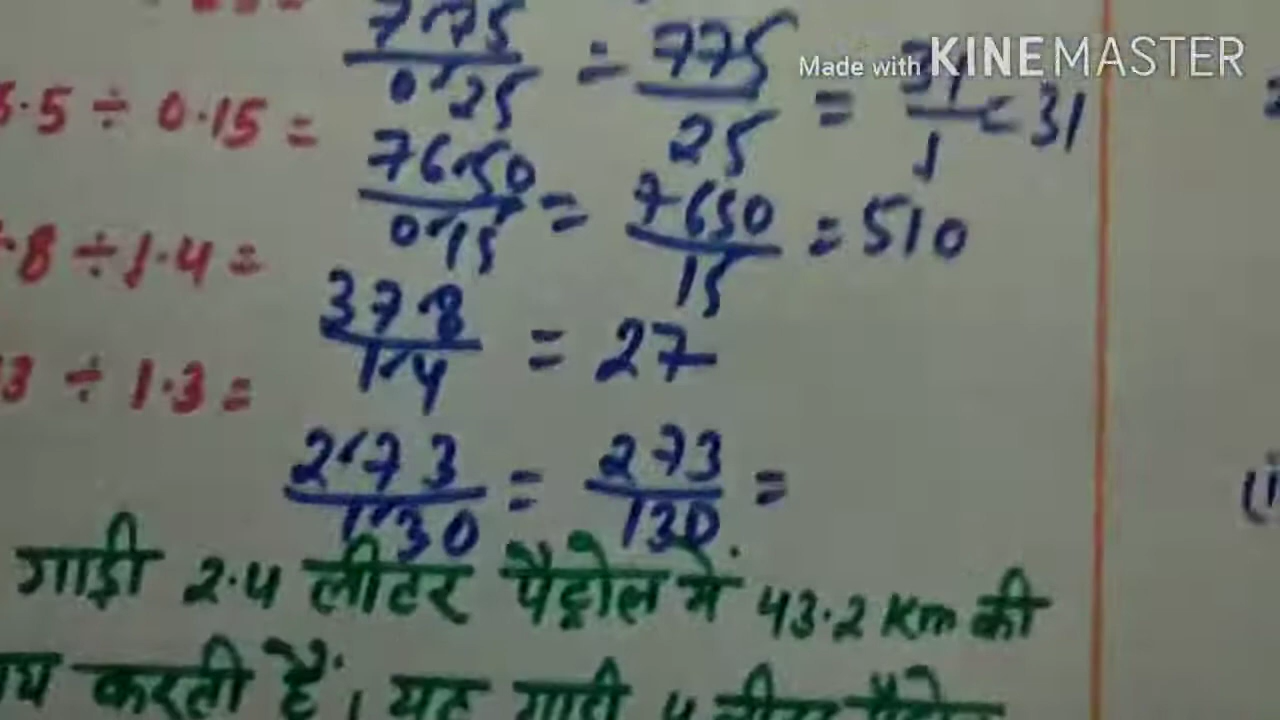 7.75/0.25 = 775/25 = 31/1 = 31
Made with KINEMASTER
.5 ÷ 0.15 = 76.50/0.15 = 7650/15 = 510
.8 ÷ 1.4 = 37.8/1.4 = 27
3 ÷ 1.3 = 2.73/1.30 = 273/130 =
गाड़ी 2.4 लीटर पैट्रोल में 43.2 Km की
करती है। यह गाड़ी 4 लीटर पैट्रोल